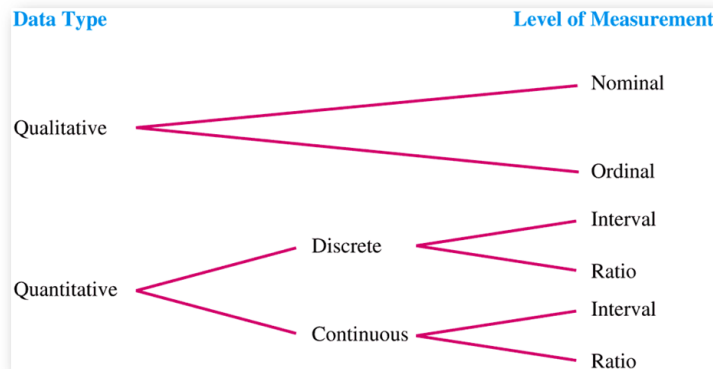 Data Type Level of Measurement
Nominal
Qualitative
Ordinal
Interval
Discrete
Ratio
Quantitative
Interval
Continuous
Ratio